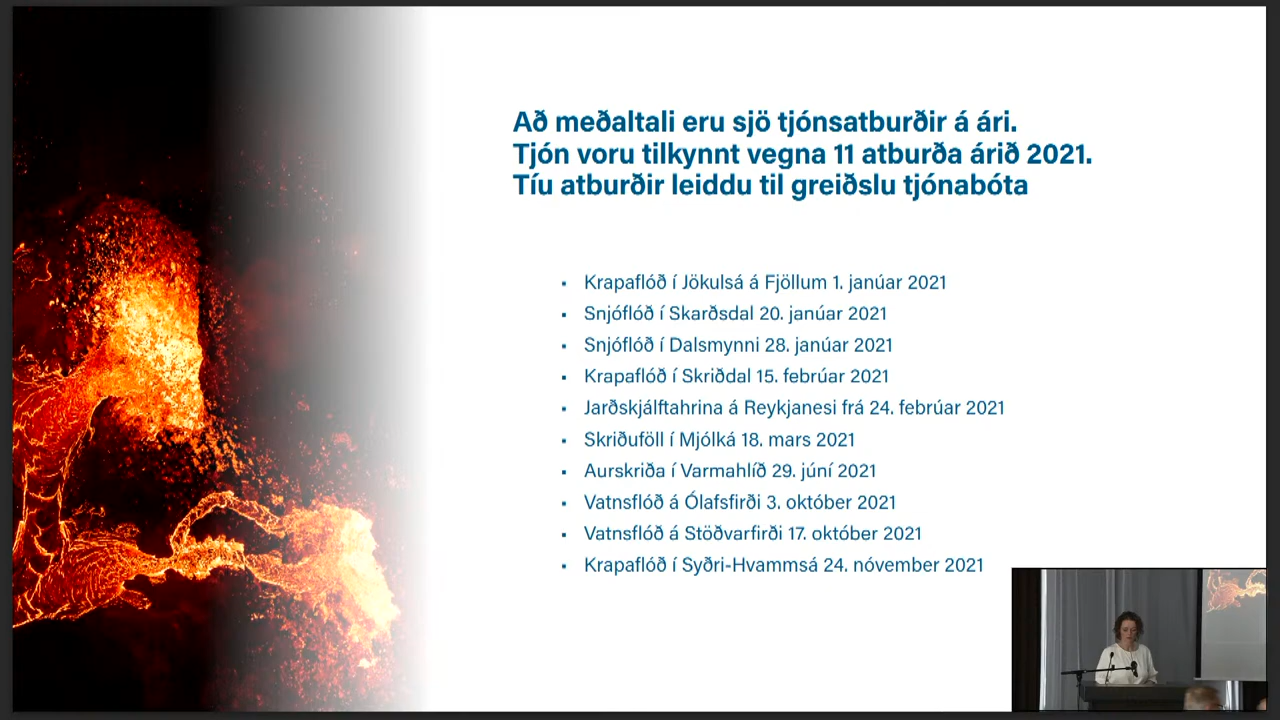 Að meðaltali eru sjö tjónsatburðir á ári.
Tjón voru tilkynnt vegna 11 atburða árið 2021.
Tíu atburðir leiddu til greiðslu tjónabóta
▪ Krapaflóð í Jökulsá á Fjöllum 1. janúar 2021
▪ Snjóflóð í Skarðsdal 20. janúar 2021
▪ Snjóflóð í Dalsmynni 28. janúar 2021
▪ Krapaflóð í Skriðdal 15. febrúar 2021
▪ Jarðskjálftahrina á Reykjanesi frá 24. febrúar 2021
▪ Skriðuföll í Mjólká 18. mars 2021
▪ Aurskriða í Varmahlíð 29. júní 2021
▪ Vatnsflóð á Ólafsfirði 3. október 2021
▪ Vatnsflóð á Stöðvarfirði 17. október 2021
▪ Krapaflóð í Syðri-Hvammsá 24. nóvember 2021